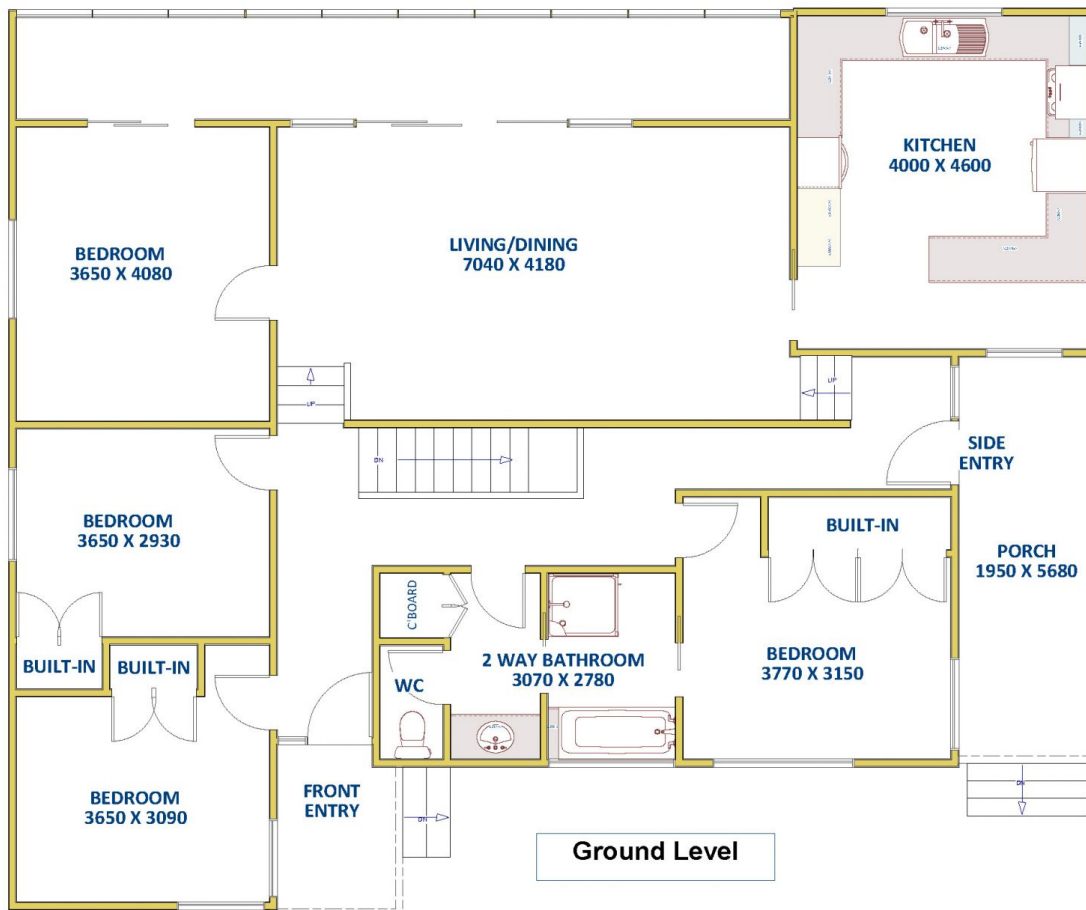 KITCHEN
4000 X 4600
BEDROOM
3650 X 4080
LIVING/DINING
7040 X 4180
UP
UP
DN
SIDE
ENTRY
BEDROOM
3650 X 2930
BUILT-IN
PORCH
1950 X 5680
C'BOARD
BUILT-IN
BUILT-IN
WC
2 WAY BATHROOM
3070 X 2780
BEDROOM
3770 X 3150
BEDROOM
3650 X 3090
FRONT
ENTRY
DN
DN
Ground Level